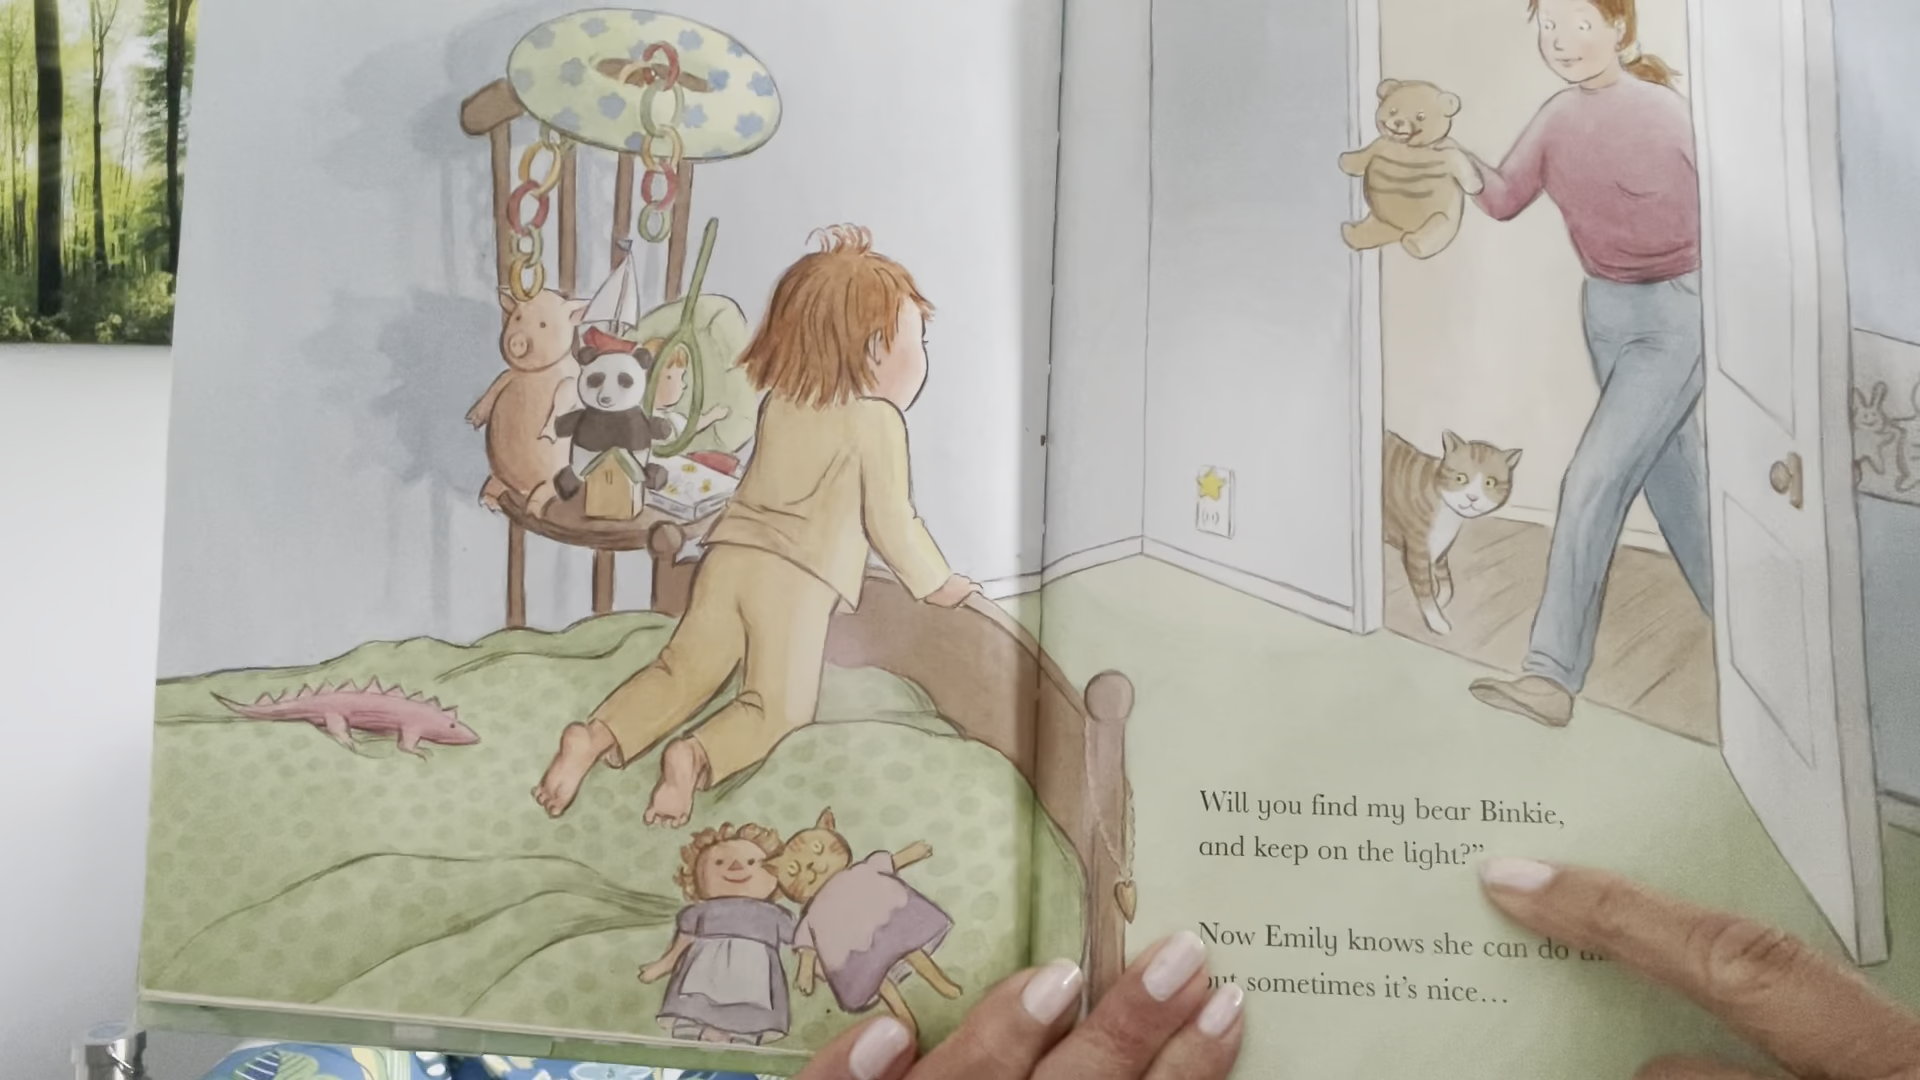 Will you find my bear Binkie,
and keep on the light?”
Now Emily knows she can do
but sometimes it’s nice…